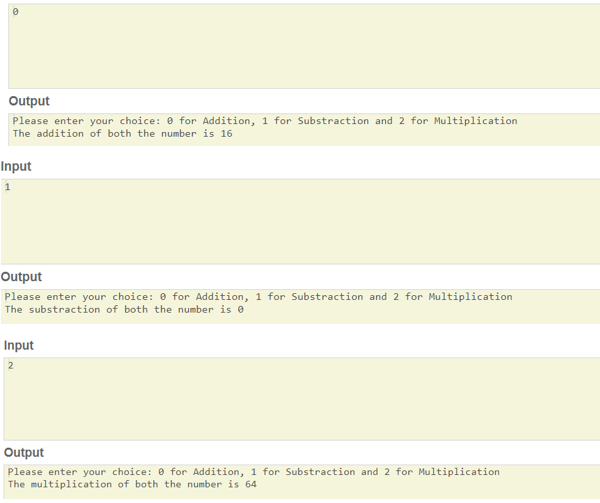 0
Output
Please enter your choice: 0 for Addition, 1 for Substraction and 2 for Multiplication
The addition of both the number is 16
Input
1
Output
Please enter your choice: 0 for Addition, 1 for Substraction and 2 for Multiplication
The substraction of both the number is 0
Input
2
Output
Please enter your choice: 0 for Addition, 1 for Substraction and 2 for Multiplication
The multiplication of both the number is 64